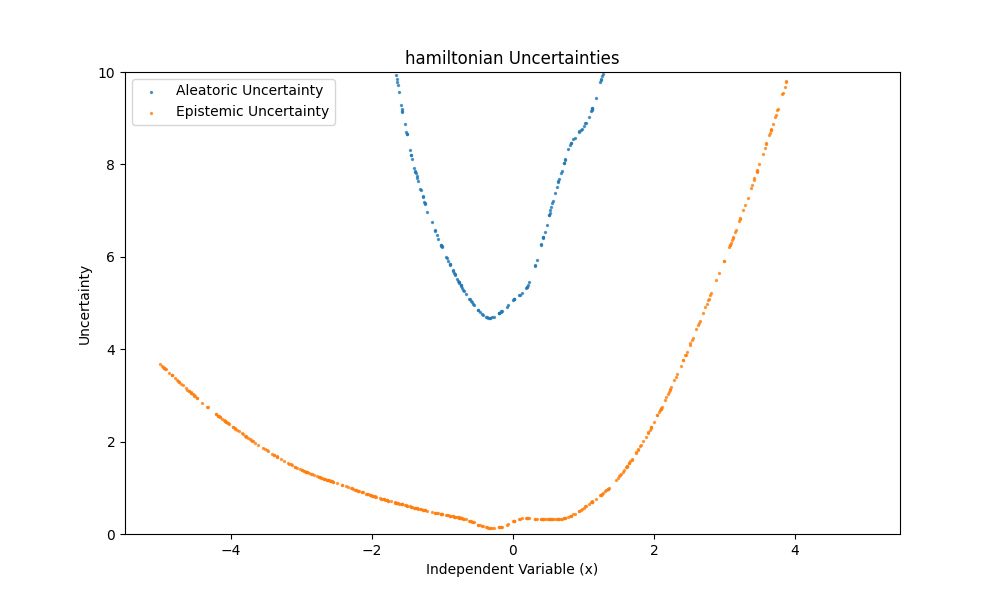 hamiltonian Uncertainties
Aleatoric Uncertainty
Epistemic Uncertainty
Uncertainty
10
8
6
4
2
0
−4
−2
0
2
4
Independent Variable (x)